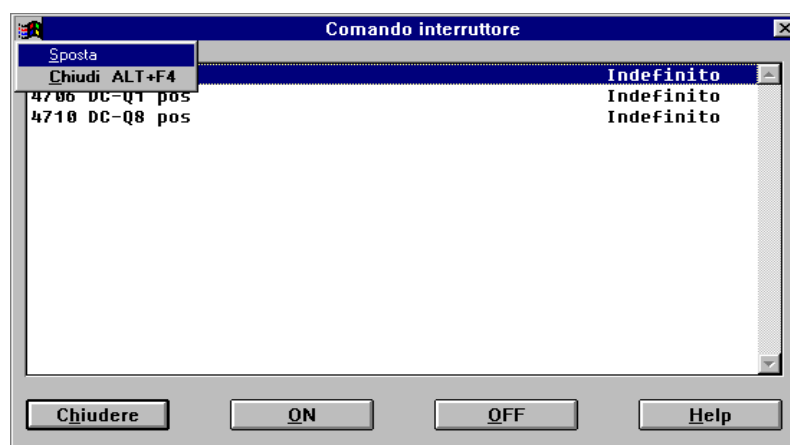 Comando interruttore
Sposta
Chiudi ALT+F4
Indefinito
4706 DC-Q1 pos Indefinito
4710 DC-Q8 pos Indefinito
Chiudere ON OFF Help